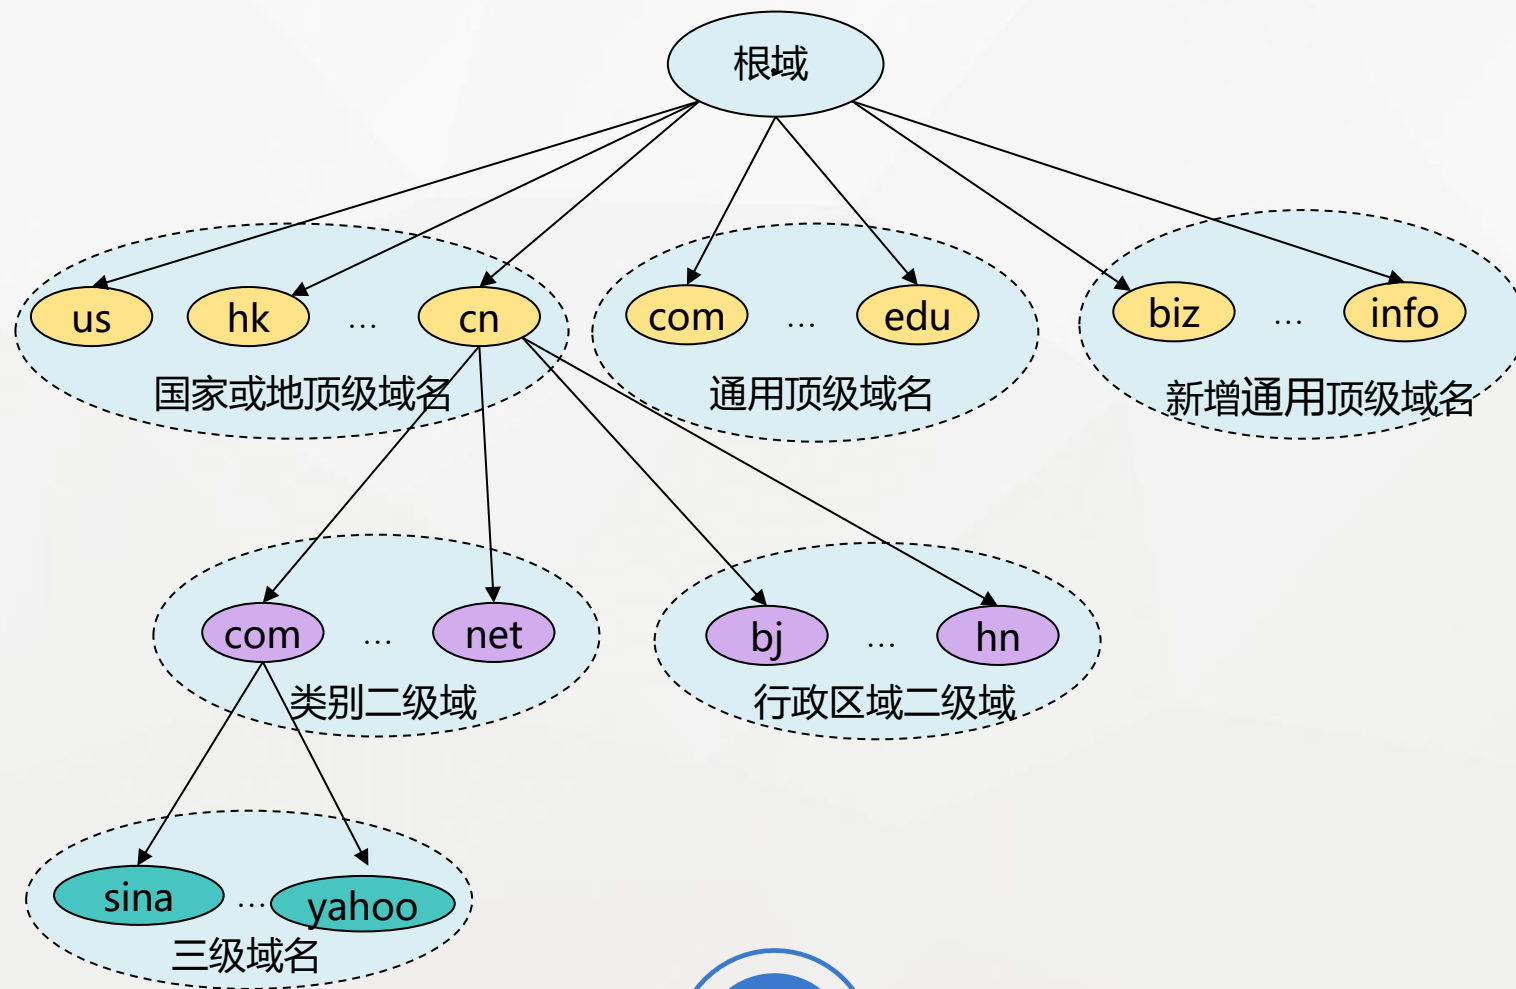 根域
.
us
hk
...
cn
com
...
edu
biz
...
info
国家或地顶级域名
通用顶级域名
新增通用顶级域名
com
...
net
bj
...
hn
类别二级域
行政区域二级域
sina
...
yahoo
三级域名